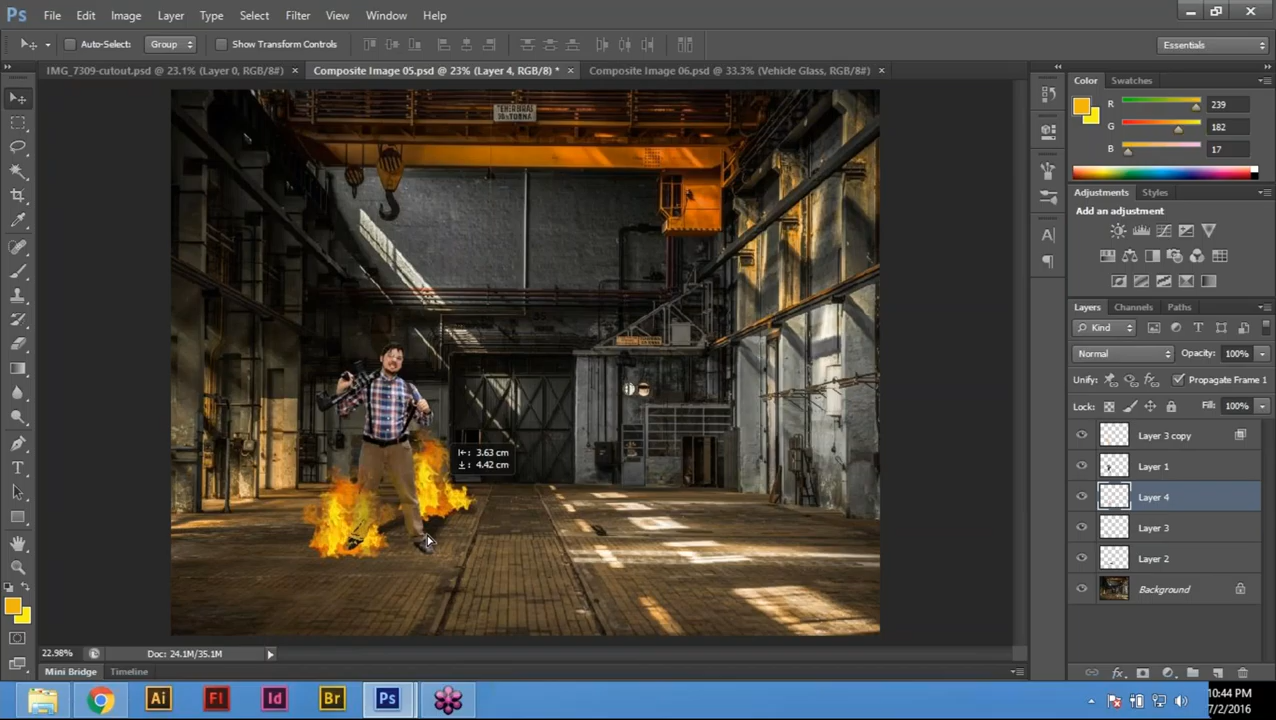 Ps File Edit Image Layer Type Select Filter View Window Help
Auto-Select: Group Show Transform Controls Essentials
IMG_7309-cutout.psd @ 23.1% (Layer 0, RGB/8#) × Composite Image 05.psd @ 23% (Layer 4, RGB/8) * × Composite Image 06.psd @ 33.3% (Vehicle Glass, RGB/8#) ×
Color Swatches
R 239
G 182
B 17
Adjustments Styles
Add an adjustment
Layers Channels Paths
Kind
Normal Opacity: 100%
Unify: Propagate Frame 1
Lock: Fill: 100%
Layer 3 copy
Layer 1
Layer 4
Layer 3
Layer 2
Background
3.63 cm
4.42 cm
22.98% Doc: 24.1M/35.1M
Mini Bridge Timeline
Ai Fl Id Br Ps
10:44 PM
7/2/2016